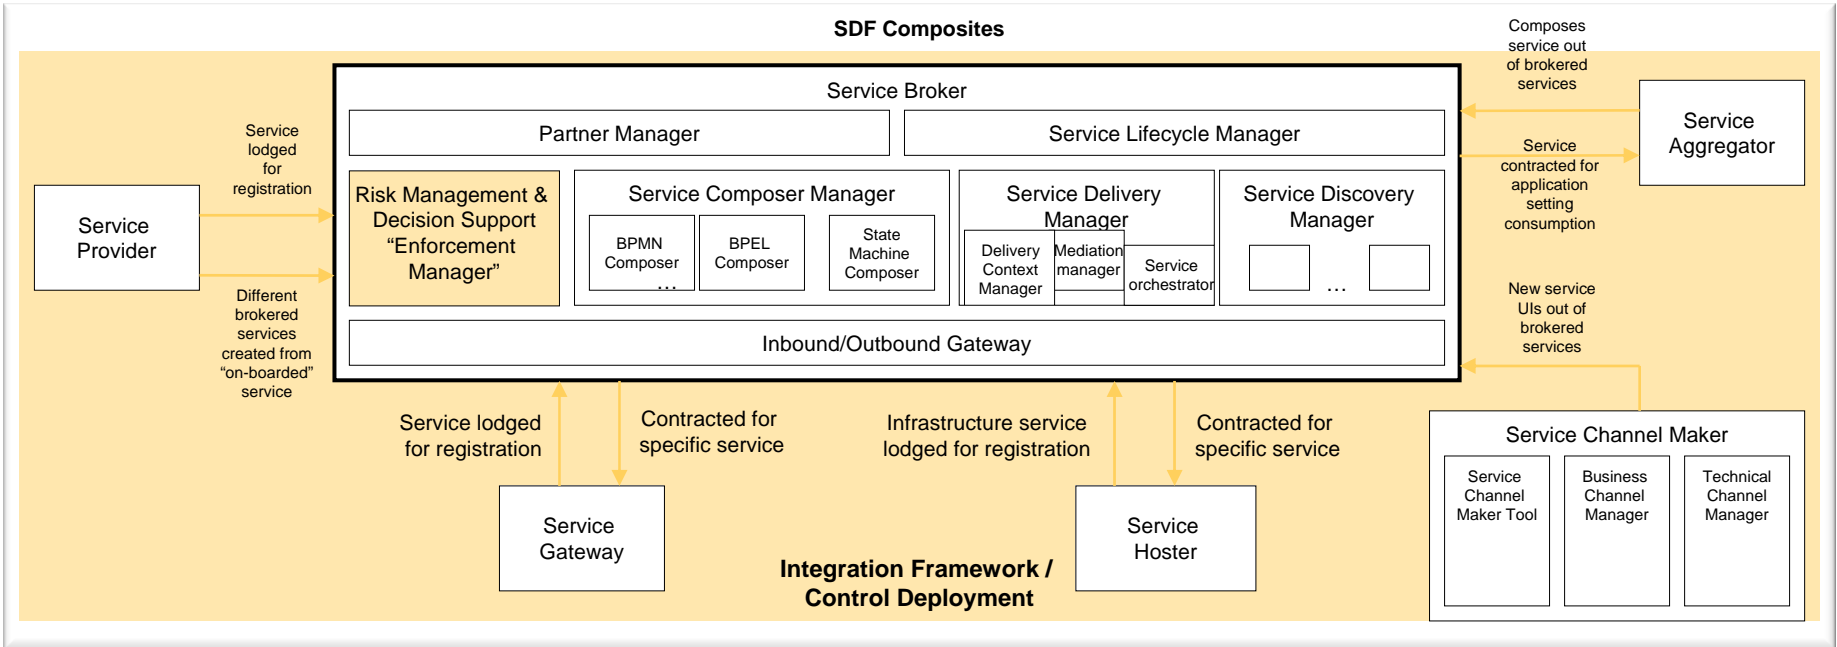 SDF Composites
Composes
service out
of brokered
services
Service Broker
Partner Manager
Service Lifecycle Manager
Service
Aggregator
Service
lodged
for
registration
Service
contracted for
application
setting
consumption
Service
Provider
Risk Management &
Decision Support
“Enforcement
Manager”
Service Composer Manager
BPMN
Composer
...
BPEL
Composer
State
Machine
Composer
Service Delivery
Manager
Delivery
Context
Manager
Mediation
manager
Service
orchestrator
Service Discovery
Manager
...
Different
brokered
services
created from
“on-boarded”
service
New service
UIs out of
brokered
services
Inbound/Outbound Gateway
Service lodged
for registration
Contracted for
specific service
Infrastructure service
lodged for registration
Contracted for
specific service
Service Channel Maker
Service
Channel
Maker Tool
Business
Channel
Manager
Technical
Channel
Manager
Service
Gateway
Service
Hoster
Integration Framework /
Control Deployment